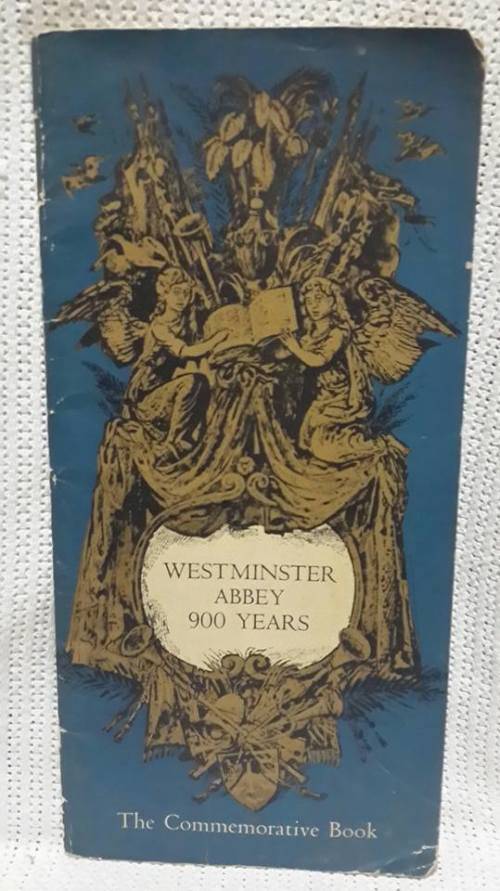 WESTMINSTER
ABBEY
900 YEARS
The Commemorative Book